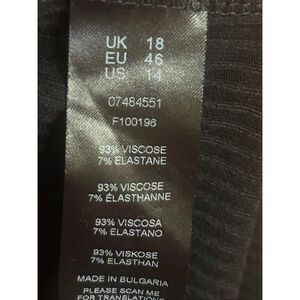 UK 18
EU 46
US 14
07484551
F100196
93% VISCOSE
7% ELASTANE
93% VISCOSE
7% ÉLASTHANNE
93% VISCOSA
7% ELASTANO
93% VISKOSE
7% ELASTHAN
MADE IN BULGARIA
PLEASE SCAN ME
FOR TRANSLATION